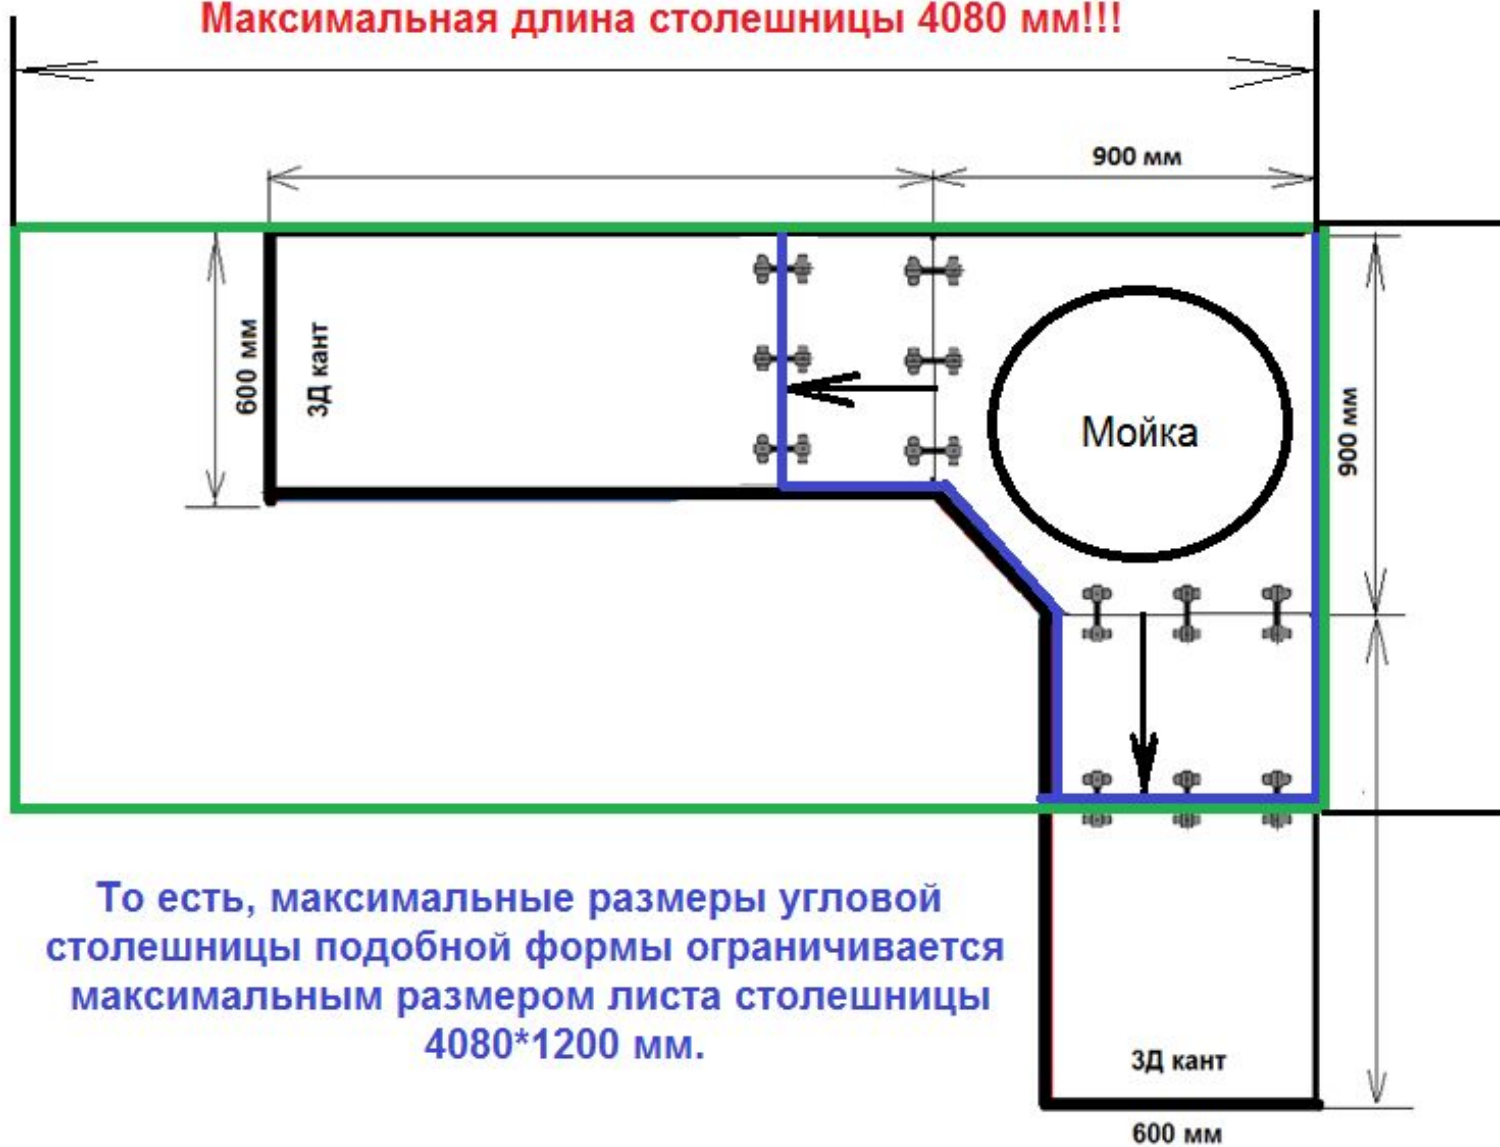 Максимальная длина столешницы 4080 мм!!!
900 мм
600 мм
3Д кант
Мойка
900 мм
То есть, максимальные размеры угловой
столешницы подобной формы ограничивается
максимальным размером листа столешницы
4080*1200 мм.
3Д кант
600 мм